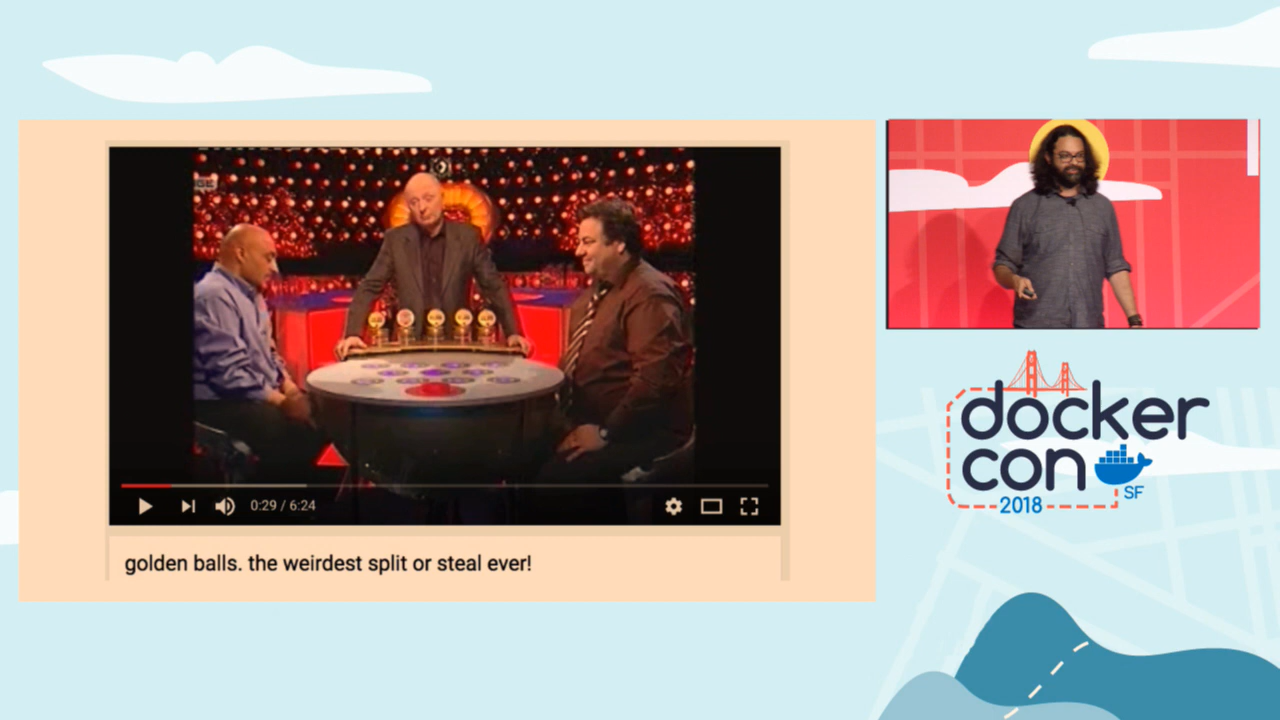 0:29 / 6:24
golden balls. the weirdest split or steal ever!
docker
con
SF
2018